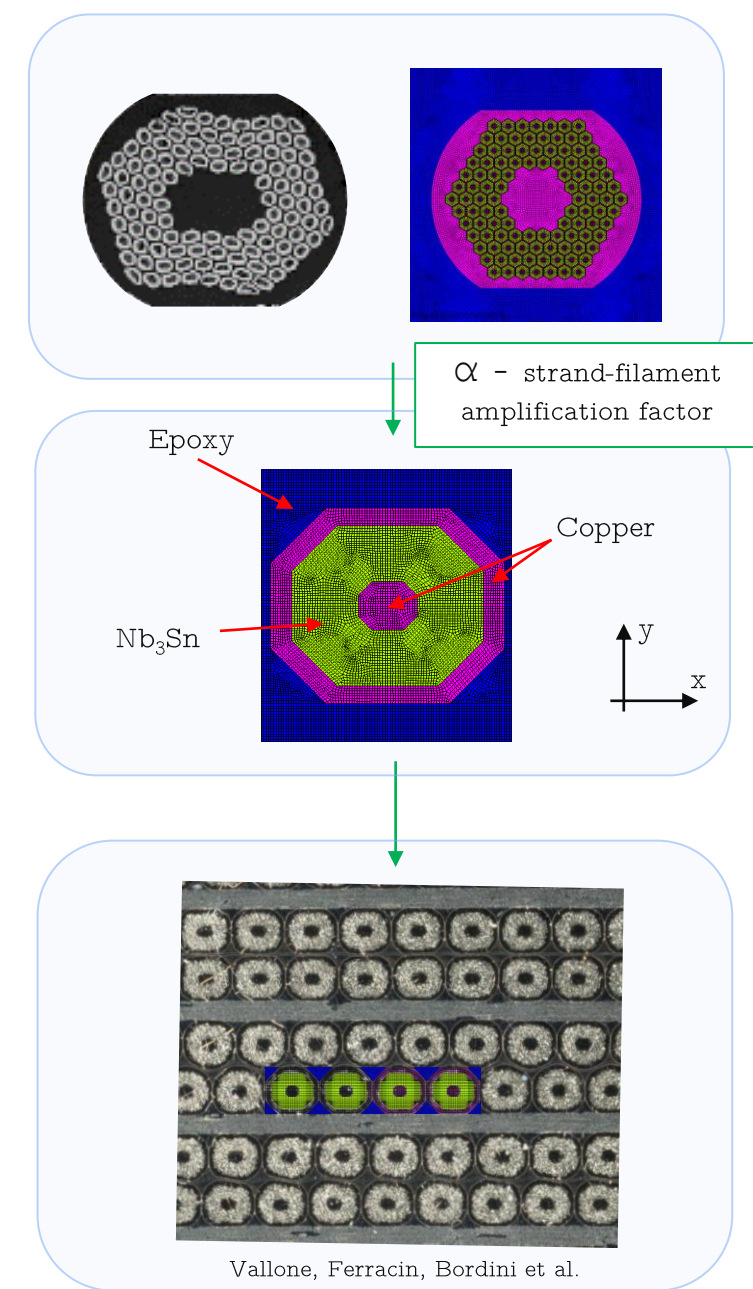 α - strand-filament
amplification factor
Epoxy
Copper
Nb₃Sn
y
x
Vallone, Ferracin, Bordini et al.